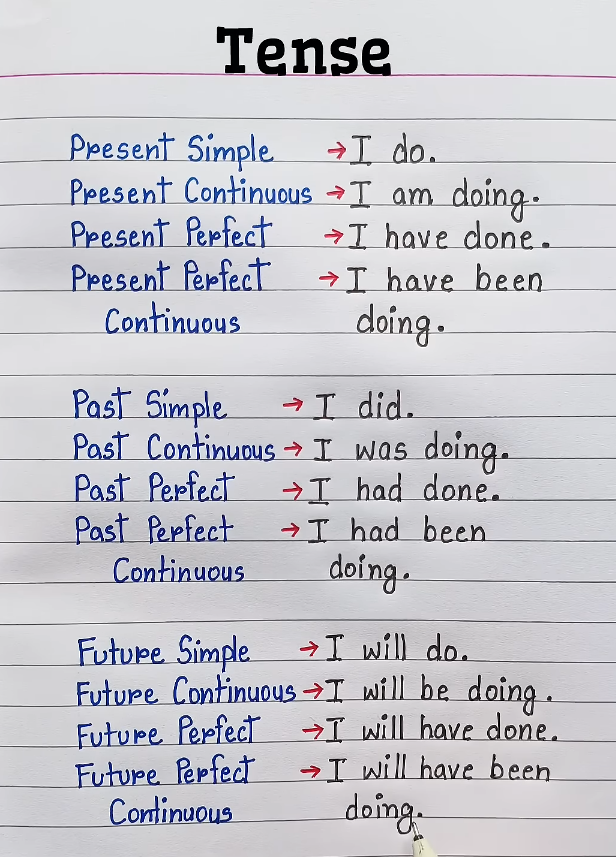 Tense
Present Simple → I do.
Present Continuous → I am doing.
Present Perfect → I have done.
Present Perfect → I have been
Continuous doing.
Past Simple → I did.
Past Continuous → I was doing.
Past Perfect → I had done.
Past Perfect → I had been
Continuous doing.
Future Simple → I will do.
Future Continuous → I will be doing.
Future Perfect → I will have done.
Future Perfect → I will have been
Continuous doing.